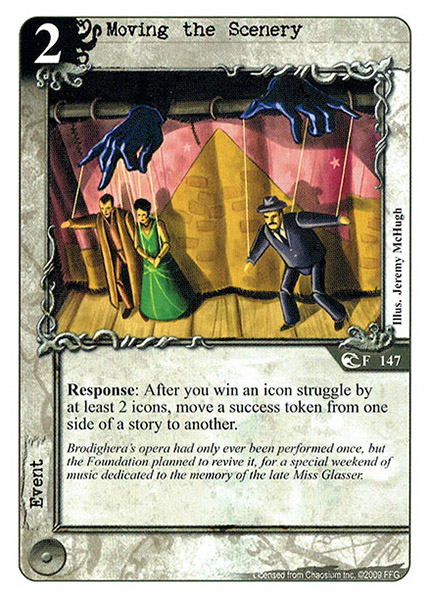 2
Moving the Scenery
Illus. Jeremy McHugh
F 147
Response: After you win an icon struggle by
at least 2 icons, move a success token from one
side of a story to another.
Brodighera's opera had only ever been performed once, but
the Foundation planned to revive it, for a special weekend of
music dedicated to the memory of the late Miss Glasser.
Event
Licensed from Chaosium Inc. ©2009 FFG